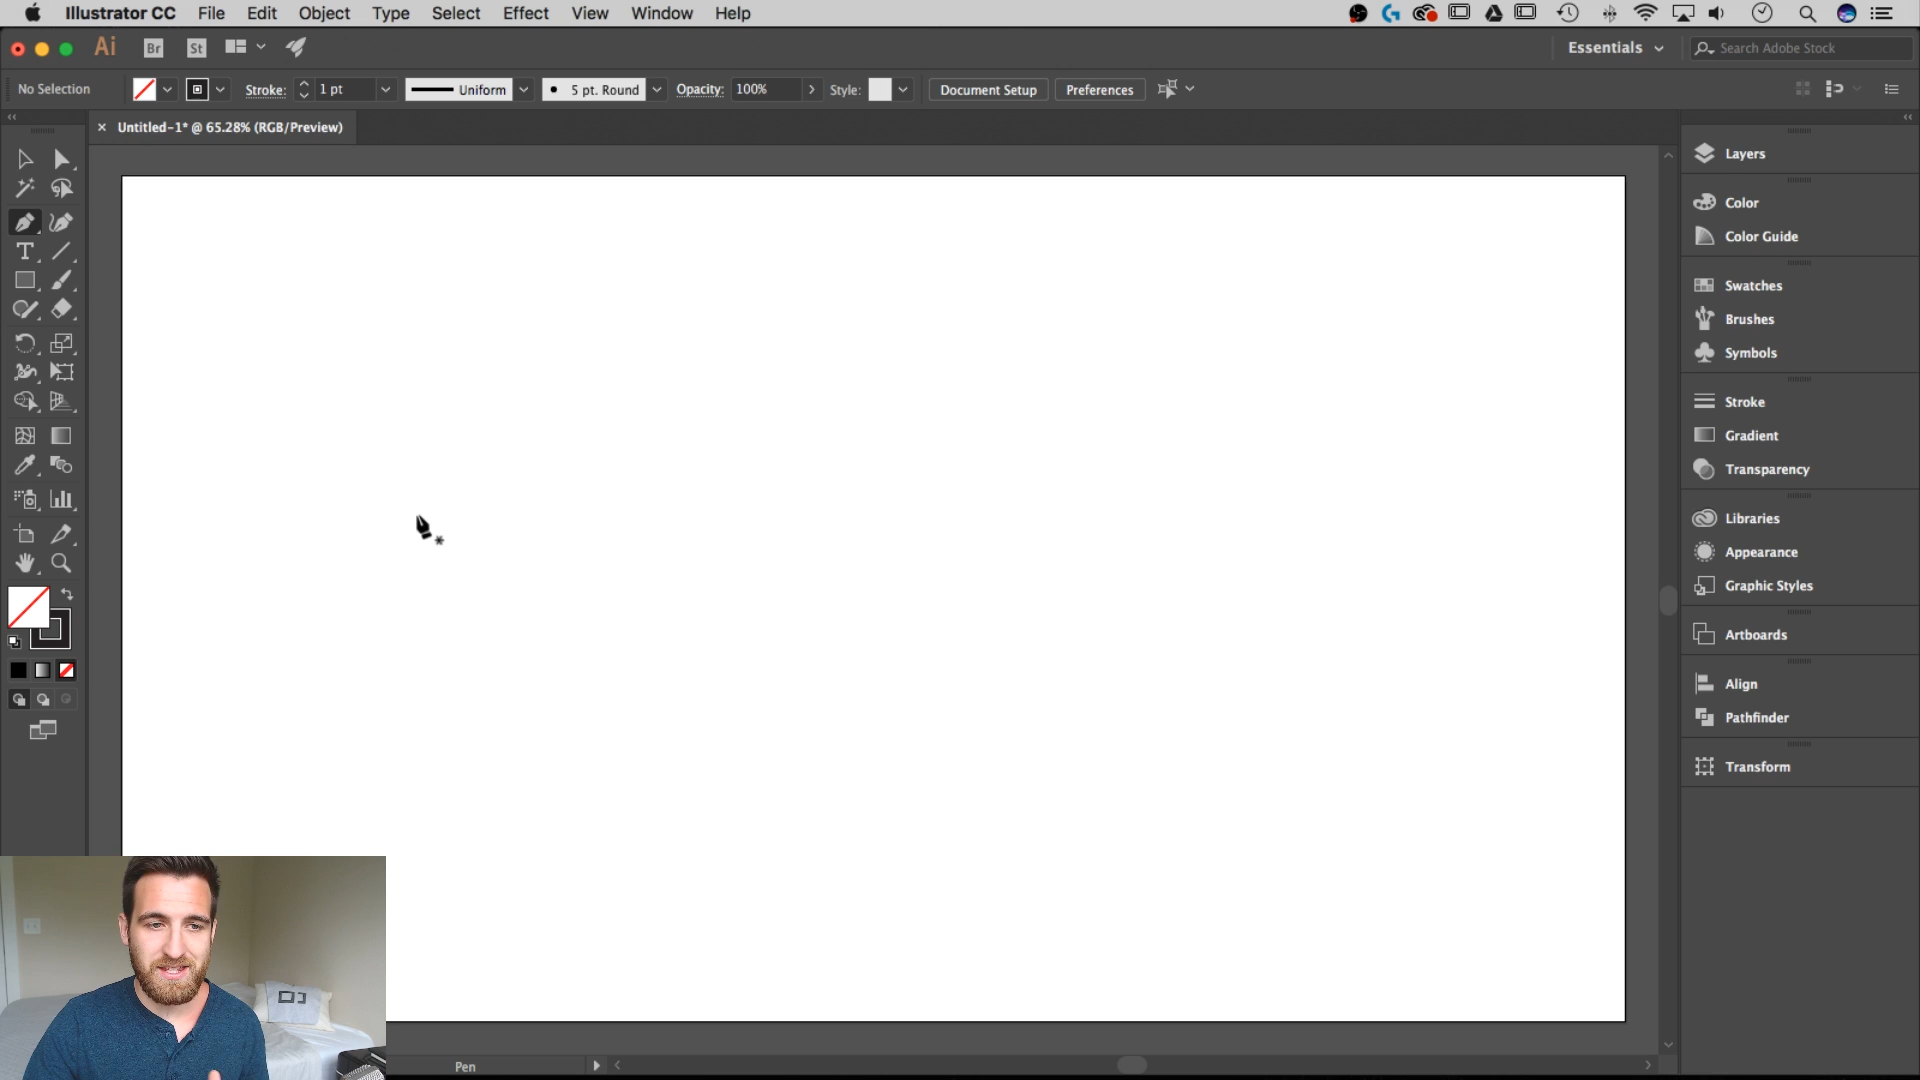 Illustrator CC File Edit Object Type Select Effect View Window Help
Ai Br St Essentials Search Adobe Stock
No Selection Stroke: 1 pt Uniform 5 pt. Round Opacity: 100% Style: Document Setup Preferences
× Untitled-1* @ 65.28% (RGB/Preview)
Layers
Color
Color Guide
Swatches
Brushes
Symbols
Stroke
Gradient
Transparency
Libraries
Appearance
Graphic Styles
Artboards
Align
Pathfinder
Transform
Pen